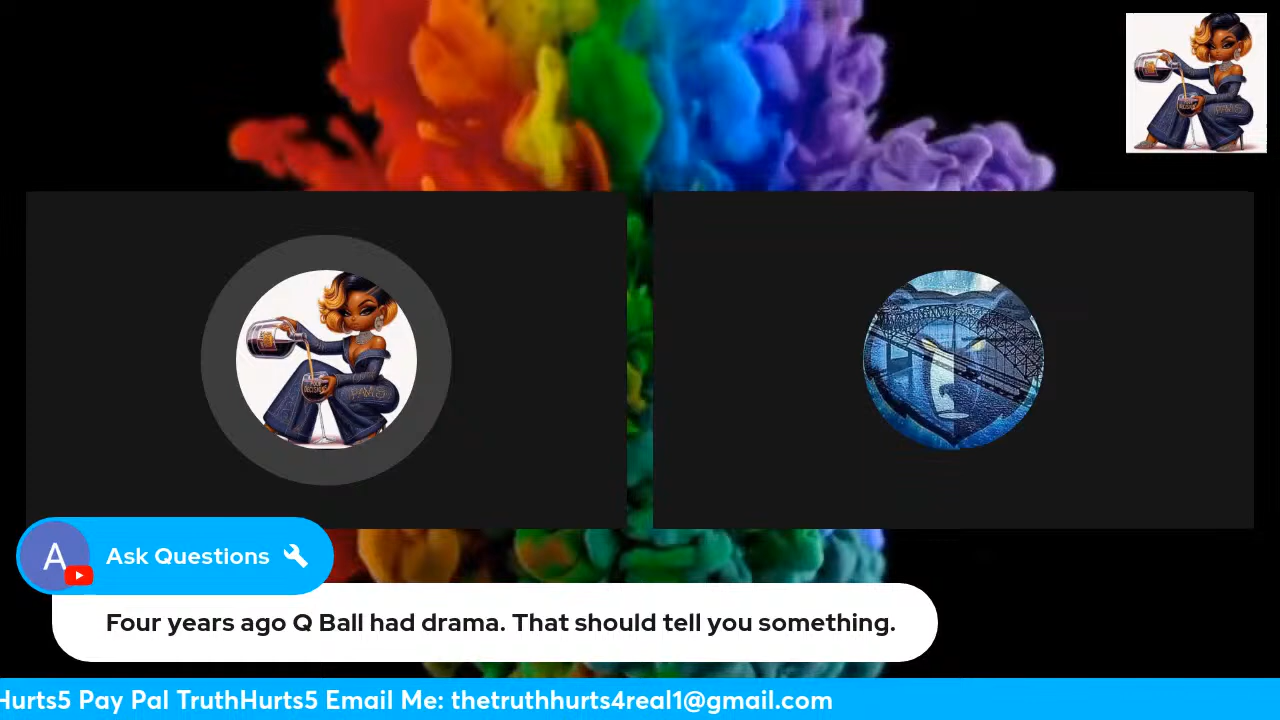 A Ask Questions
Four years ago Q Ball had drama. That should tell you something.
Hurts5 Pay Pal TruthHurts5 Email Me: thetruthhurts4real1@gmail.com